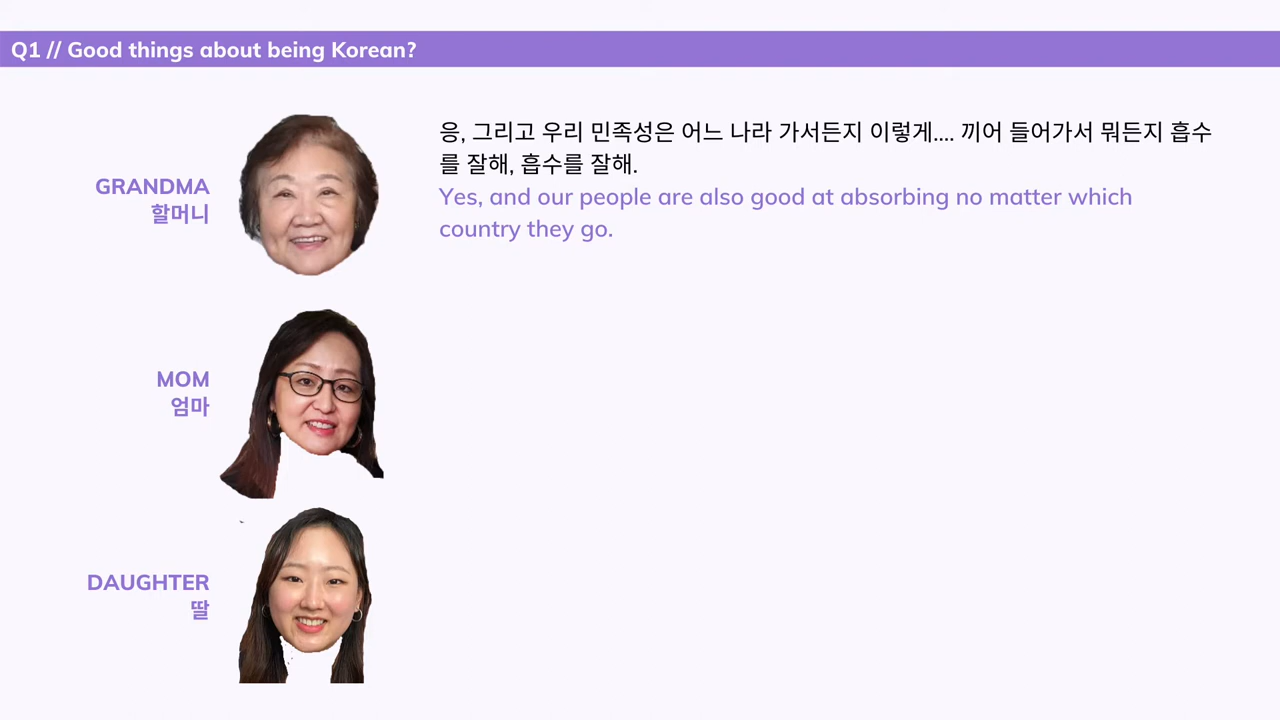 Q1 // Good things about being Korean?
GRANDMA
할머니
응, 그리고 우리 민족성은 어느 나라 가서든지 이렇게.... 끼어 들어가서 뭐든지 흡수
를 잘해, 흡수를 잘해.
Yes, and our people are also good at absorbing no matter which
country they go.
MOM
엄마
DAUGHTER
딸